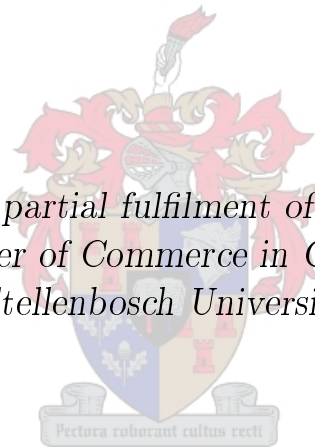 partial fulfilment of
er of Commerce in
tellenbosch Universi
Pectora roborant cultus recti